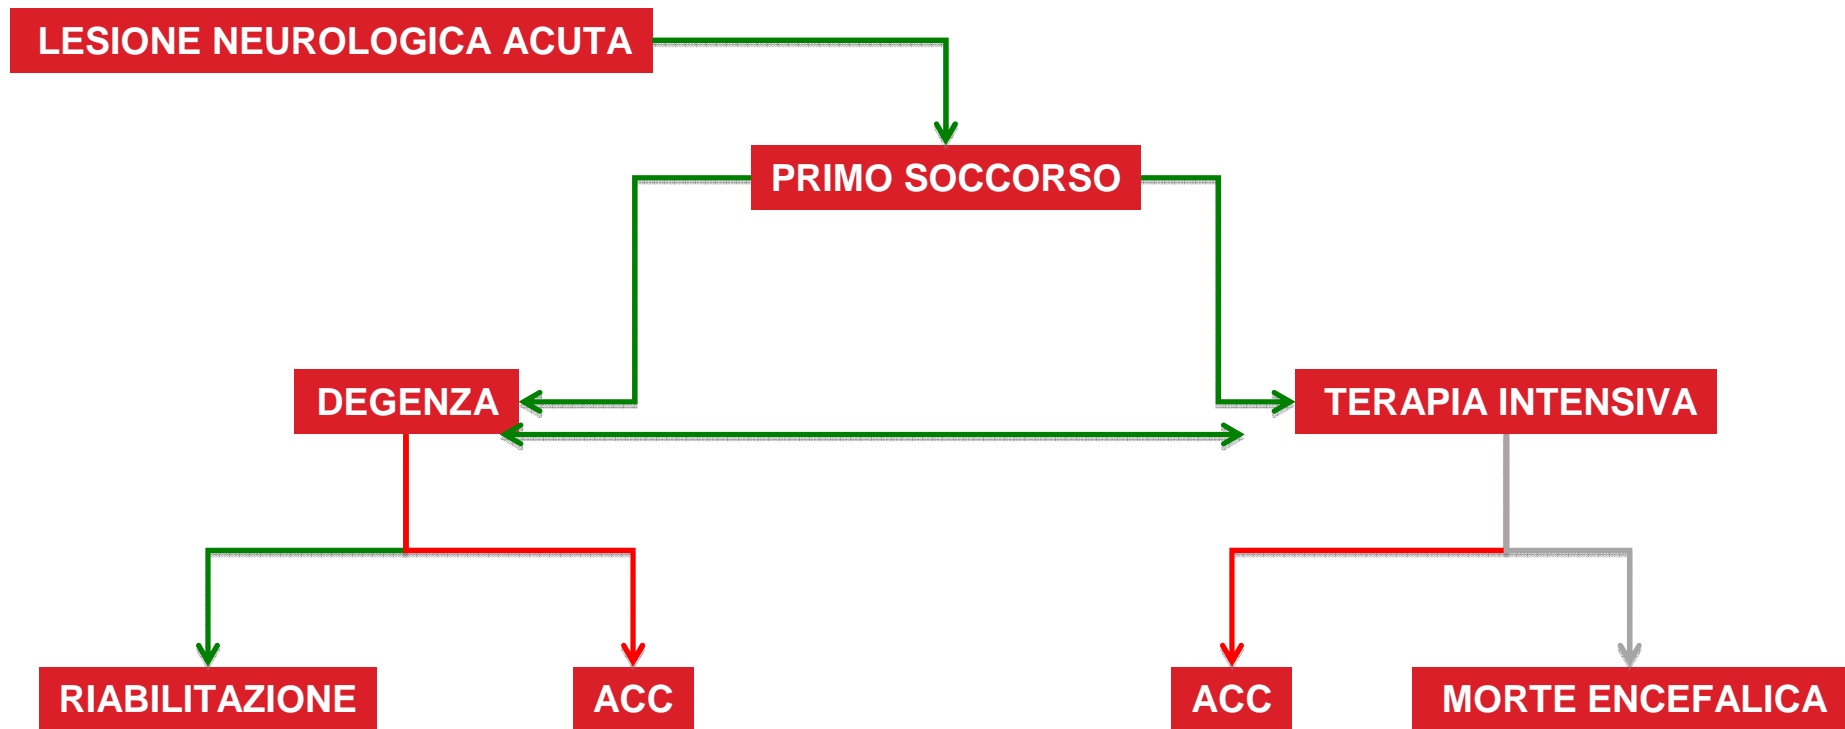 LESIONE NEUROLOGICA ACUTA
PRIMO SOCCORSO
DEGENZA
TERAPIA INTENSIVA
RIABILITAZIONE
ACC
ACC
MORTE ENCEFALICA